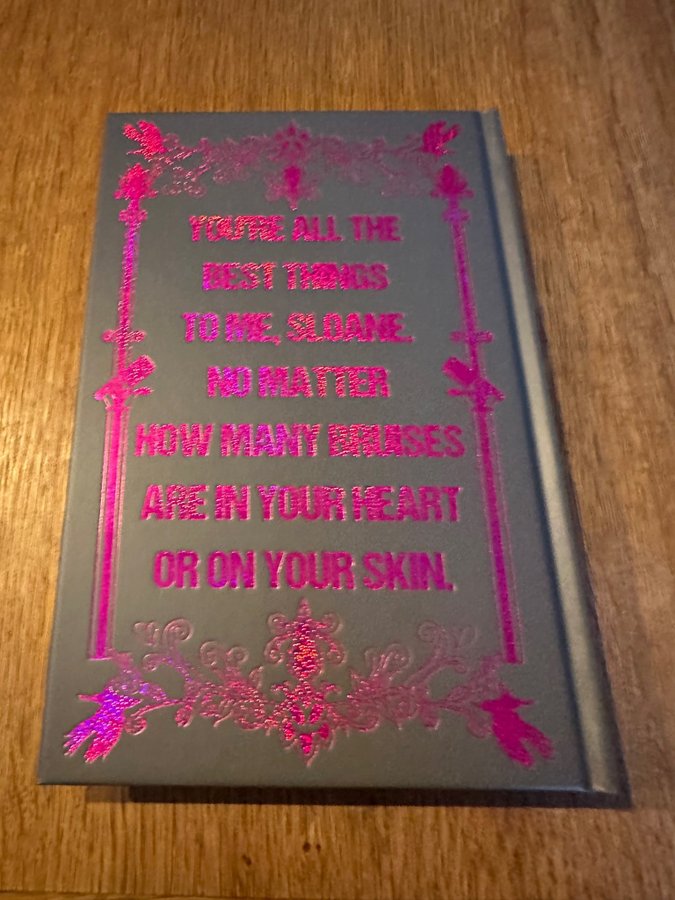 YOU'RE ALL THE
BEST THINGS
TO ME, SLOANE.
NO MATTER
HOW MANY BRUISES
ARE IN YOUR HEART
OR ON YOUR SKIN.